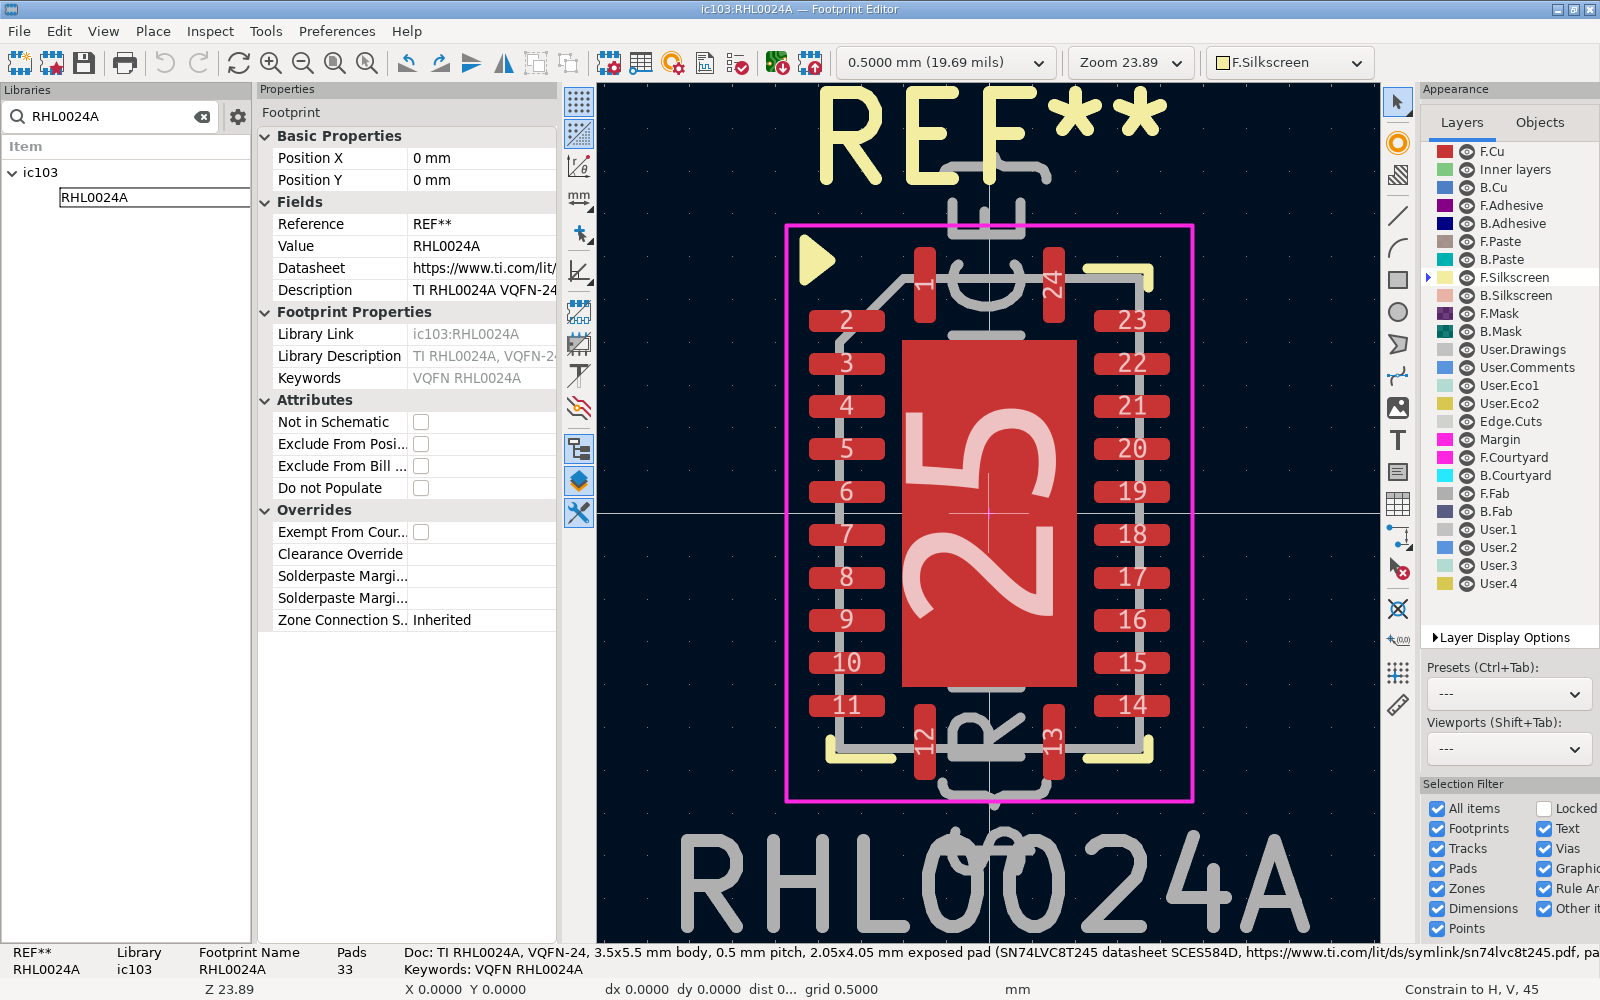 ic103:RHL0024A — Footprint Editor
File Edit View Place Inspect Tools Preferences Help
0.5000 mm (19.69 mils)
Zoom 23.89
F.Silkscreen
Libraries
RHL0024A
Item
ic103
RHL0024A
Properties
Footprint
Basic Properties
Position X 0 mm
Position Y 0 mm
Fields
Reference REF**
Value RHL0024A
Datasheet https://www.ti.com/lit/
Description TI RHL0024A VQFN-24
Footprint Properties
Library Link ic103:RHL0024A
Library Description TI RHL0024A, VQFN-2
Keywords VQFN RHL0024A
Attributes
Not in Schematic
Exclude From Posi...
Exclude From Bill ...
Do not Populate
Overrides
Exempt From Cour...
Clearance Override
Solderpaste Margi...
Solderpaste Margi...
Zone Connection S... Inherited
mm
REF**
1 24
2 23
3 22
4 21
5 20
6 19
7 18
8 17
9 16
10 15
11 14
12 13
25
RHL0024A
(0,0)
Appearance
Layers Objects
F.Cu
Inner layers
B.Cu
F.Adhesive
B.Adhesive
F.Paste
B.Paste
F.Silkscreen
B.Silkscreen
F.Mask
B.Mask
User.Drawings
User.Comments
User.Eco1
User.Eco2
Edge.Cuts
Margin
F.Courtyard
B.Courtyard
F.Fab
B.Fab
User.1
User.2
User.3
User.4
Layer Display Options
Presets (Ctrl+Tab):
---
Viewports (Shift+Tab):
---
Selection Filter
All items Locked
Footprints Text
Tracks Vias
Pads Graphic
Zones Rule Ar
Dimensions Other it
Points
REF** Library Footprint Name Pads Doc: TI RHL0024A, VQFN-24, 3.5x5.5 mm body, 0.5 mm pitch, 2.05x4.05 mm exposed pad (SN74LVC8T245 datasheet SCES584D, https://www.ti.com/lit/ds/symlink/sn74lvc8t245.pdf, pa
RHL0024A ic103 RHL0024A 33 Keywords: VQFN RHL0024A
Z 23.89 X 0.0000 Y 0.0000 dx 0.0000 dy 0.0000 dist 0... grid 0.5000 mm Constrain to H, V, 45